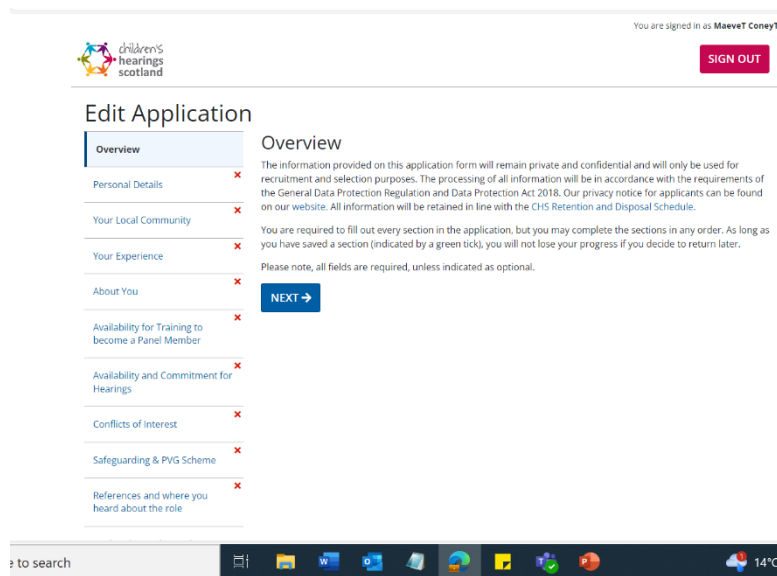 You are signed in as MaeveT ConeyT
children's
hearings
scotland
SIGN OUT
Edit Application
Overview
Personal Details
Your Local Community
Your Experience
About You
Availability for Training to
become a Panel Member
Availability and Commitment for
Hearings
Conflicts of Interest
Safeguarding & PVG Scheme
References and where you
heard about the role
Overview
The information provided on this application form will remain private and confidential and will only be used for
recruitment and selection purposes. The processing of all information will be in accordance with the requirements of
the General Data Protection Regulation and Data Protection Act 2018. Our privacy notice for applicants can be found
on our website. All information will be retained in line with the CHS Retention and Disposal Schedule.
You are required to fill out every section in the application, but you may complete the sections in any order. As long as
you have saved a section (indicated by a green tick), you will not lose your progress if you decide to return later.
Please note, all fields are required, unless indicated as optional.
NEXT →
e to search
14°C